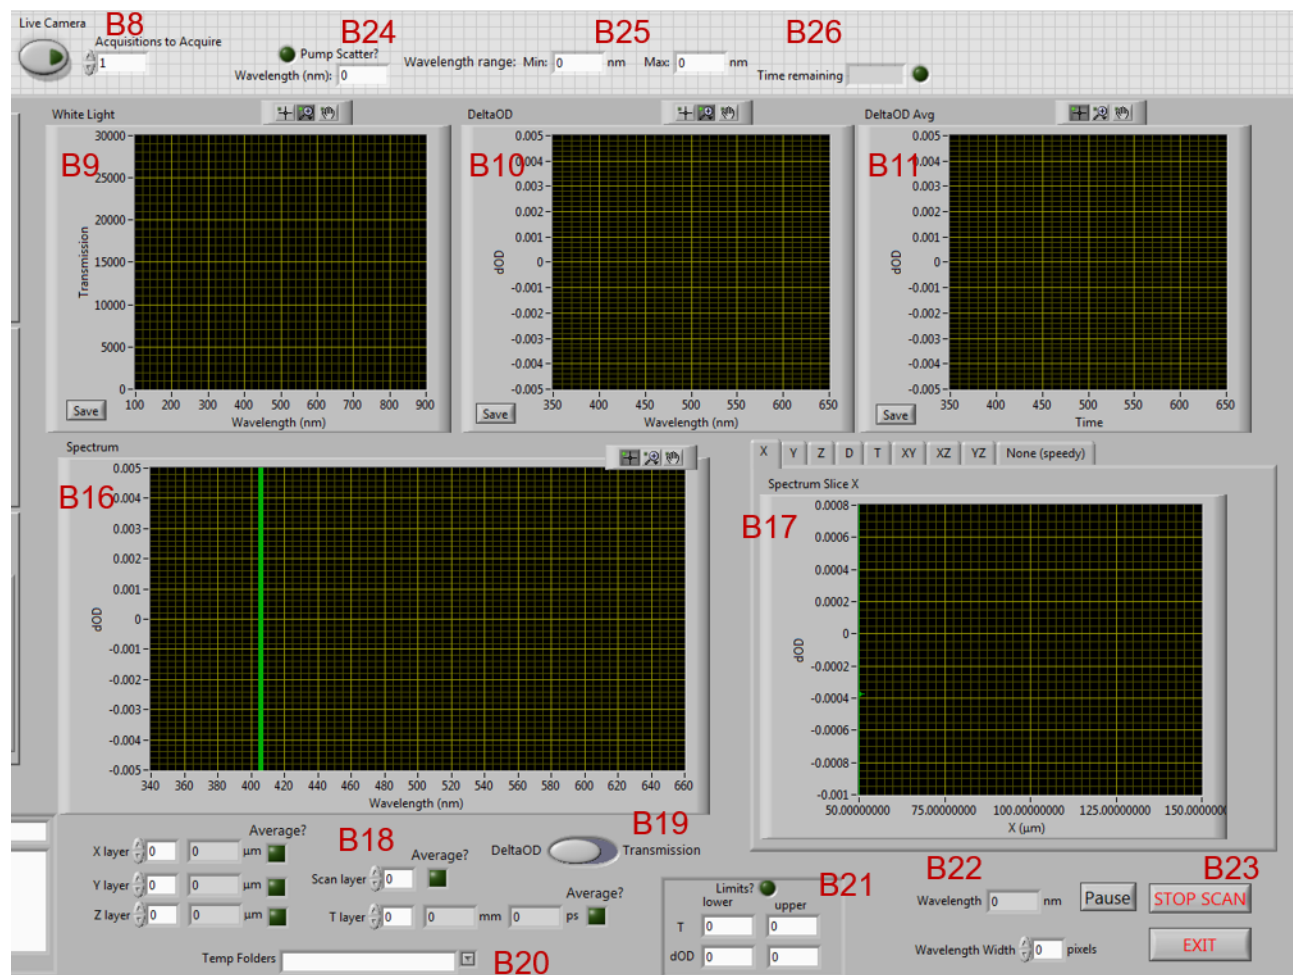 Live Camera
B8
Acquisitions to Acquire
1
B24
Pump Scatter?
Wavelength (nm): 0
B25
Wavelength range: Min: 0 nm Max: 0 nm
B26
Time remaining
White Light
B9
30000
25000
20000
15000
10000
5000
0
Transmission
100 200 300 400 500 600 700 800 900
Wavelength (nm)
Save
DeltaOD
B10
0.005
0.004
0.003
0.002
0.001
0
-0.001
-0.002
-0.003
-0.004
-0.005
dOD
350 400 450 500 550 600 650
Wavelength (nm)
Save
DeltaOD Avg
B11
0.005
0.004
0.003
0.002
0.001
0
-0.001
-0.002
-0.003
-0.004
-0.005
dOD
350 400 450 500 550 600 650
Time
Save
Spectrum
B16
0.005
0.004
0.003
0.002
0.001
0
-0.001
-0.002
-0.003
-0.004
-0.005
dOD
340 360 380 400 420 440 460 480 500 520 540 560 580 600 620 640 660
Wavelength (nm)
X Y Z D T XY XZ YZ None (speedy)
Spectrum Slice X
B17
0.0008
0.0006
0.0004
0.0002
0
-0.0002
-0.0004
-0.0006
-0.0008
-0.001
dOD
50.00000000 75.00000000 100.00000000 125.00000000 150.0000000
X (µm)
Average?
X layer 0 0 µm
Y layer 0 0 µm
Z layer 0 0 µm
B18
Average?
Scan layer 0
Average?
T layer 0 0 mm 0 ps
B19
DeltaOD Transmission
Temp Folders
B20
B21
Limits?
lower upper
T 0 0
dOD 0 0
B22
Wavelength 0 nm
Pause
Wavelength Width 0 pixels
B23
STOP SCAN
EXIT